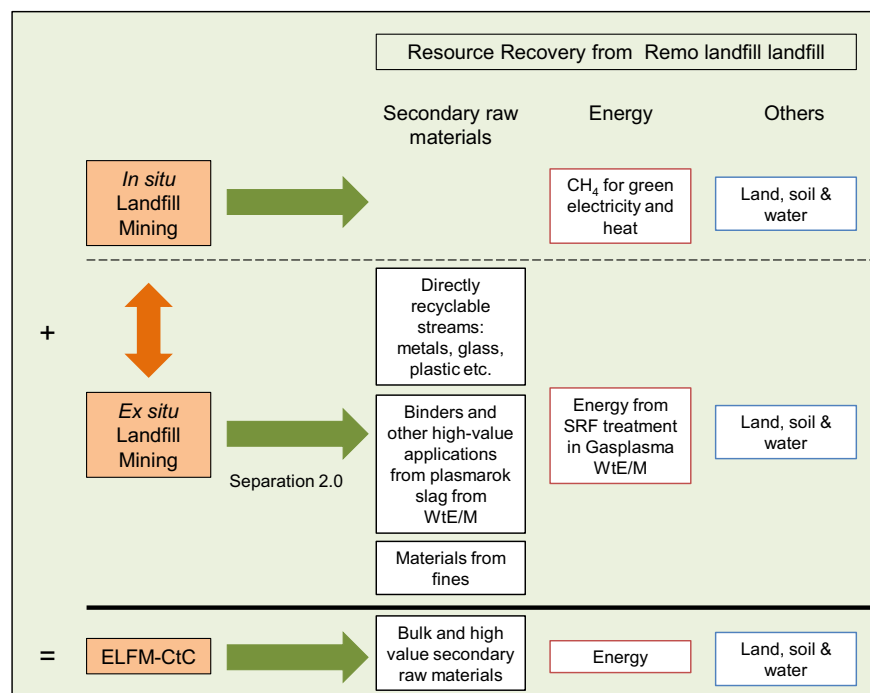 Resource Recovery from Remo landfill landfill
Secondary raw
materials
Energy
Others
In situ
Landfill
Mining
CH₄ for green
electricity and
heat
Land, soil &
water
+
Directly
recyclable
streams:
metals, glass,
plastic etc.
Ex situ
Landfill
Mining
Separation 2.0
Binders and
other high-value
applications
from plasmarok
slag from
WtE/M
Energy from
SRF treatment
in Gasplasma
WtE/M
Land, soil &
water
Materials from
fines
=
ELFM-CtC
Bulk and high
value secondary
raw materials
Energy
Land, soil &
water